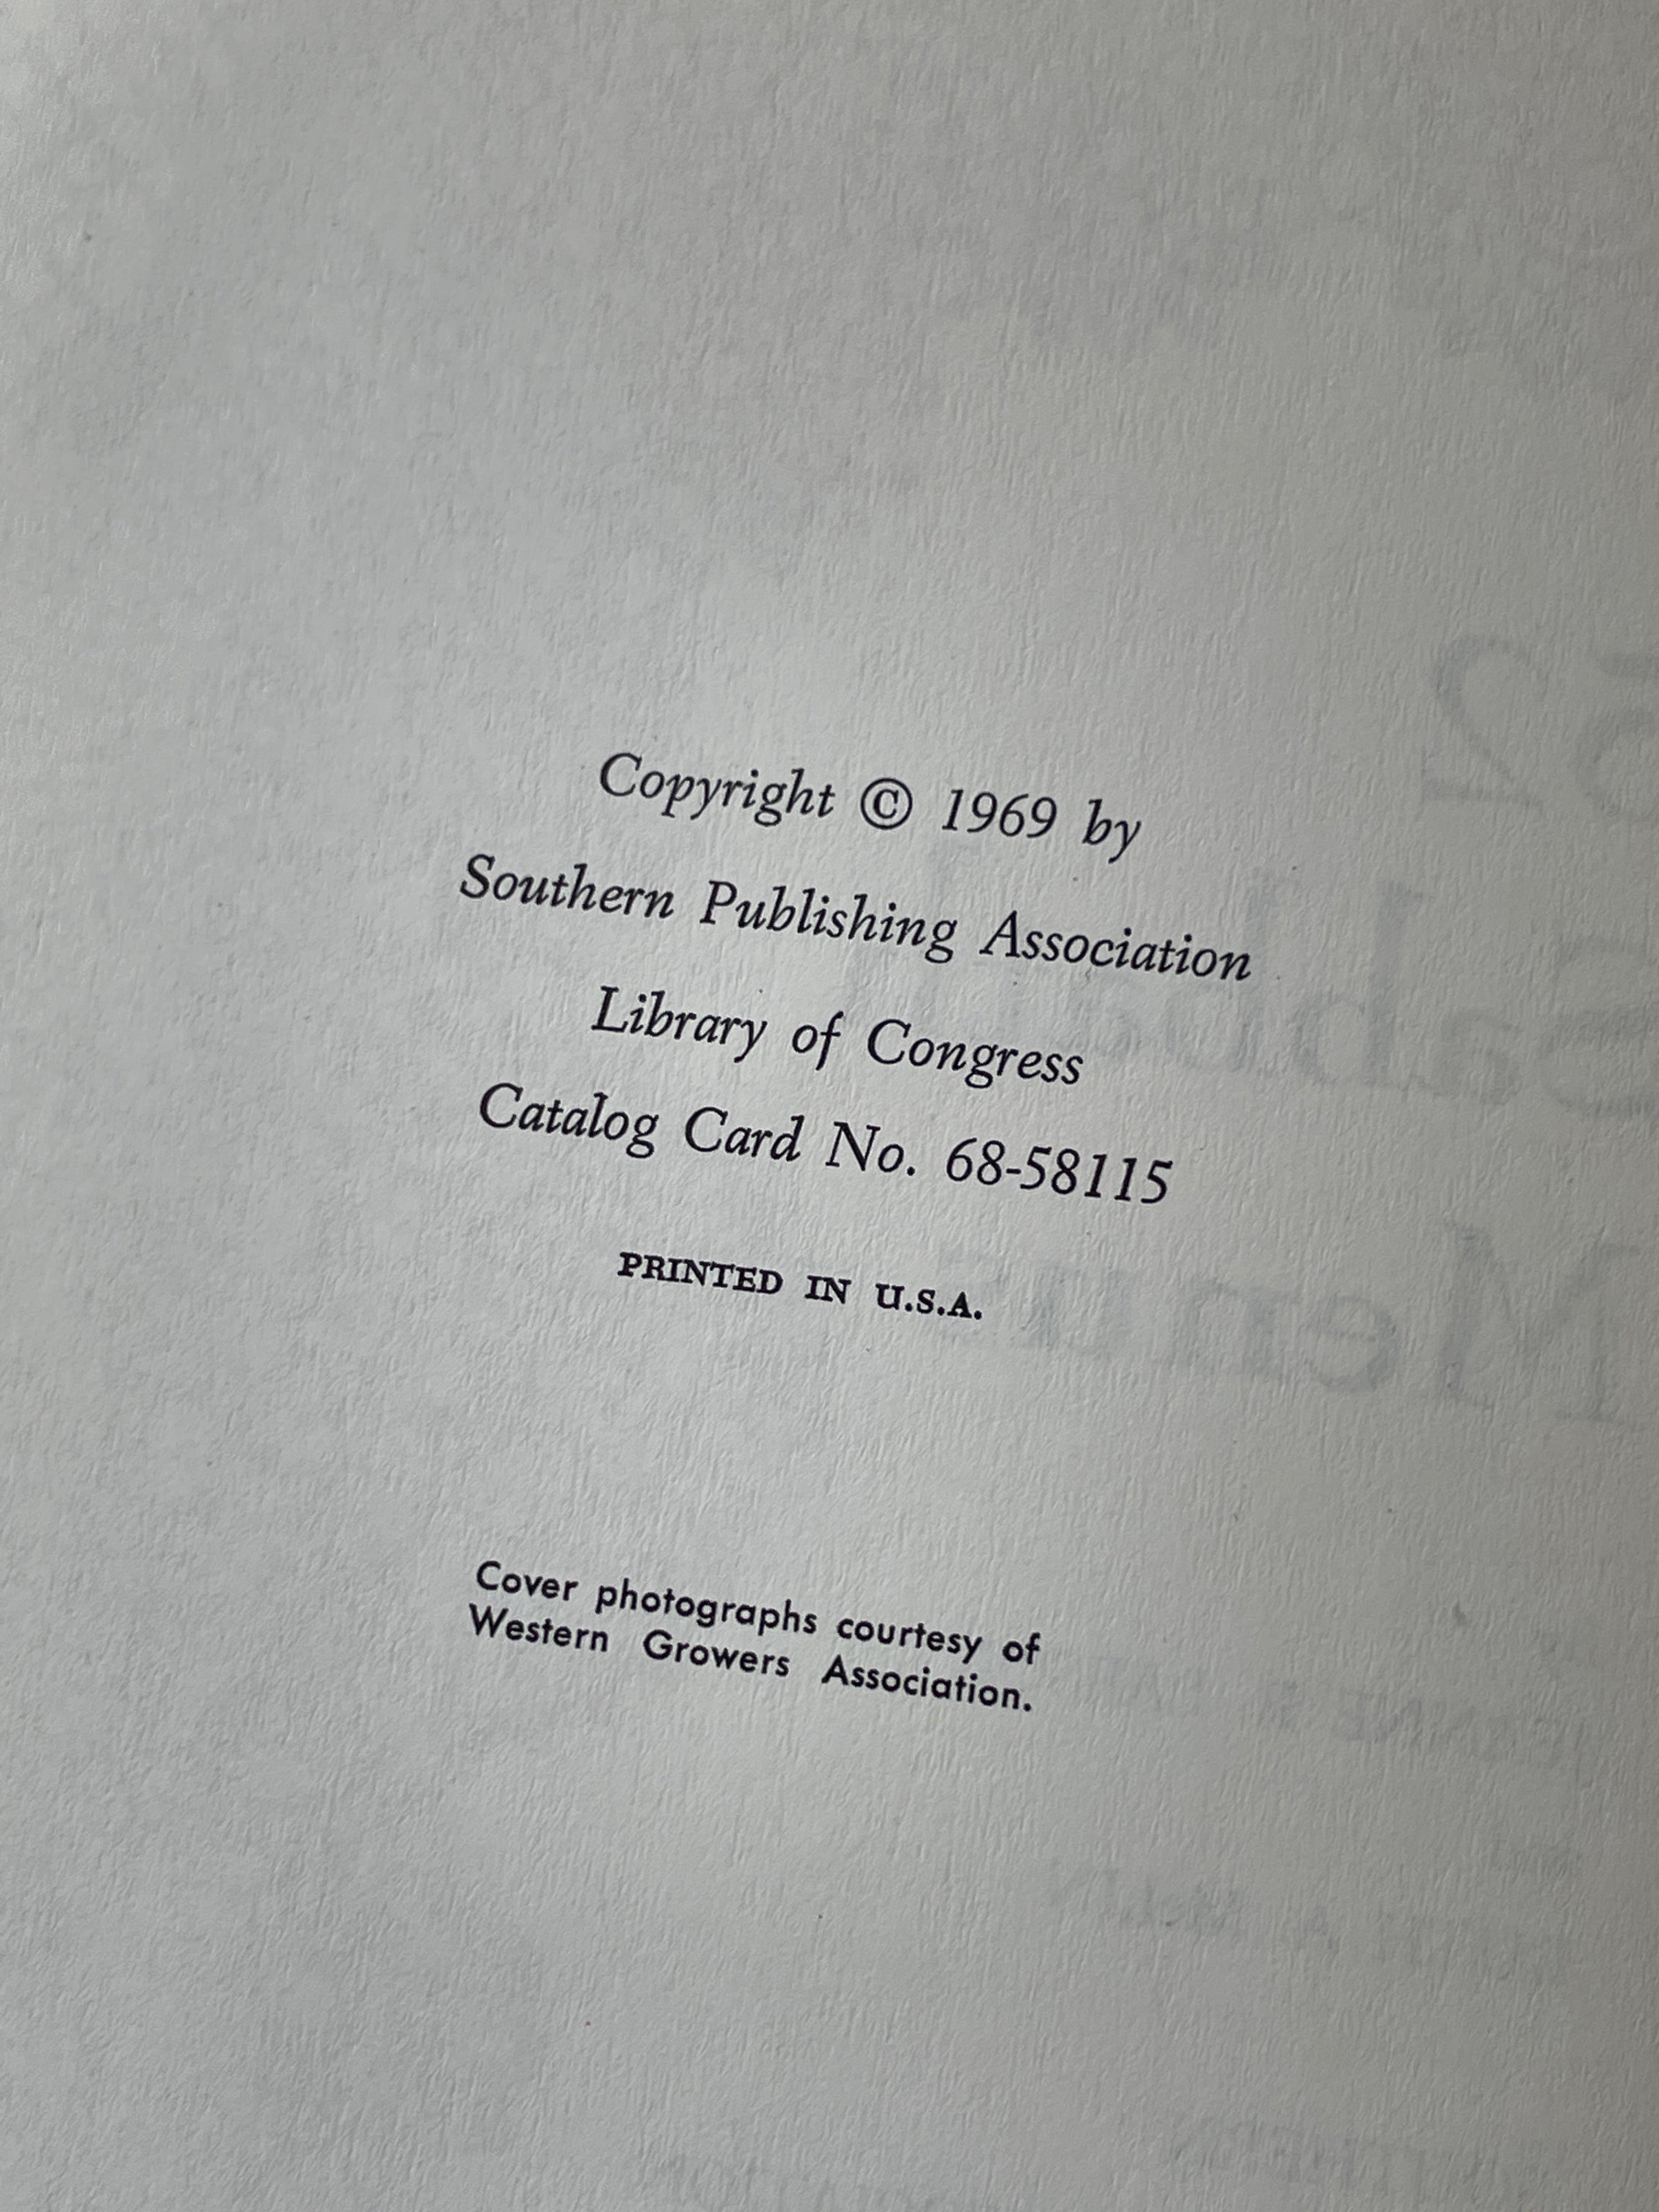 Copyright © 1969 by
Southern Publishing Association
Library of Congress
Catalog Card No. 68-58115
PRINTED IN U.S.A.
Cover photographs courtesy of
Western Growers Association.